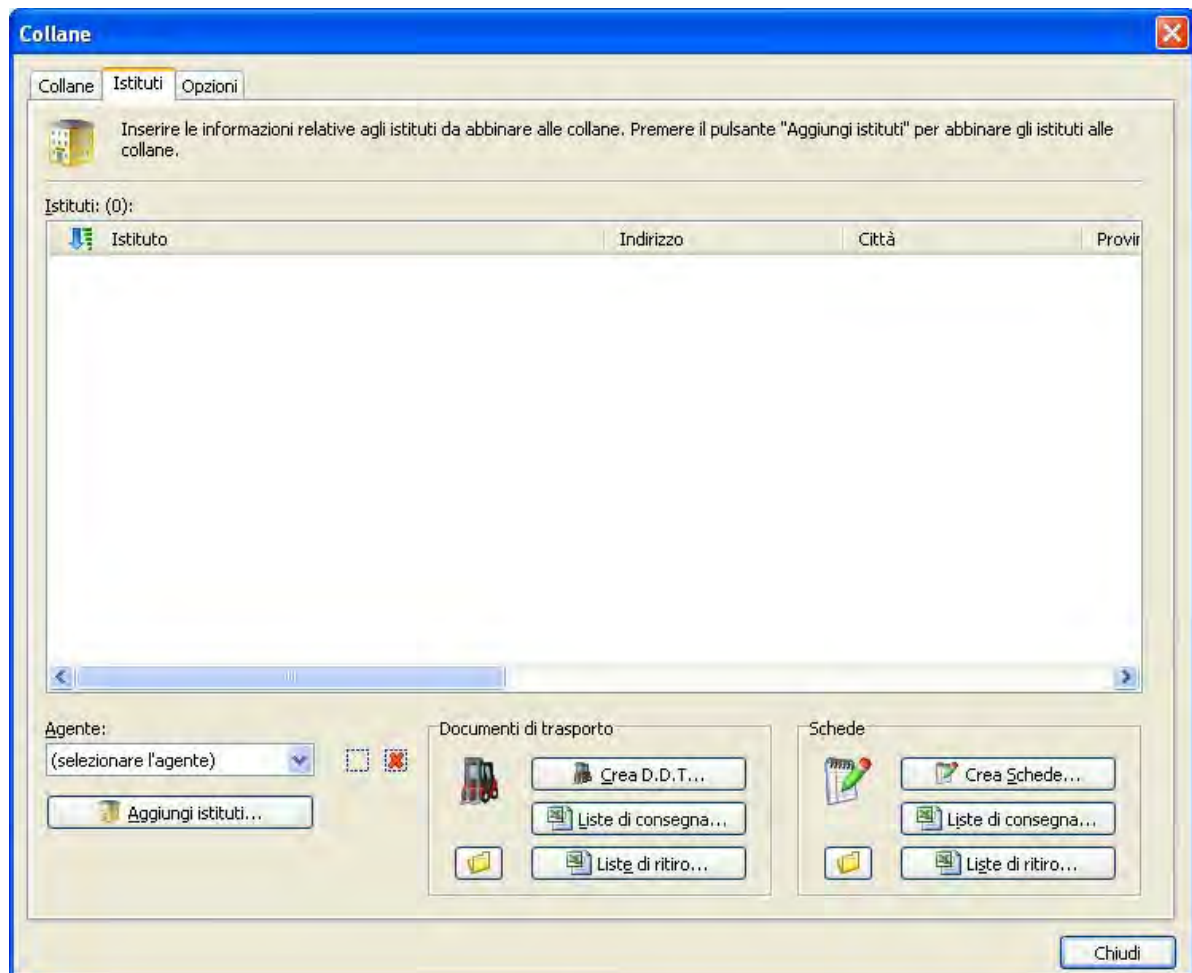 Collane
Collane Istituti Opzioni
Inserire le informazioni relative agli istituti da abbinare alle collane. Premere il pulsante "Aggiungi istituti" per abbinare gli istituti alle
collane.
Istituti: (0):
Istituto Indirizzo Città Provir
Agente:
(selezionare l'agente)
Aggiungi istituti...
Documenti di trasporto
Crea D.D.T...
Liste di consegna...
Liste di ritiro...
Schede
Crea Schede...
Liste di consegna...
Liste di ritiro...
Chiudi